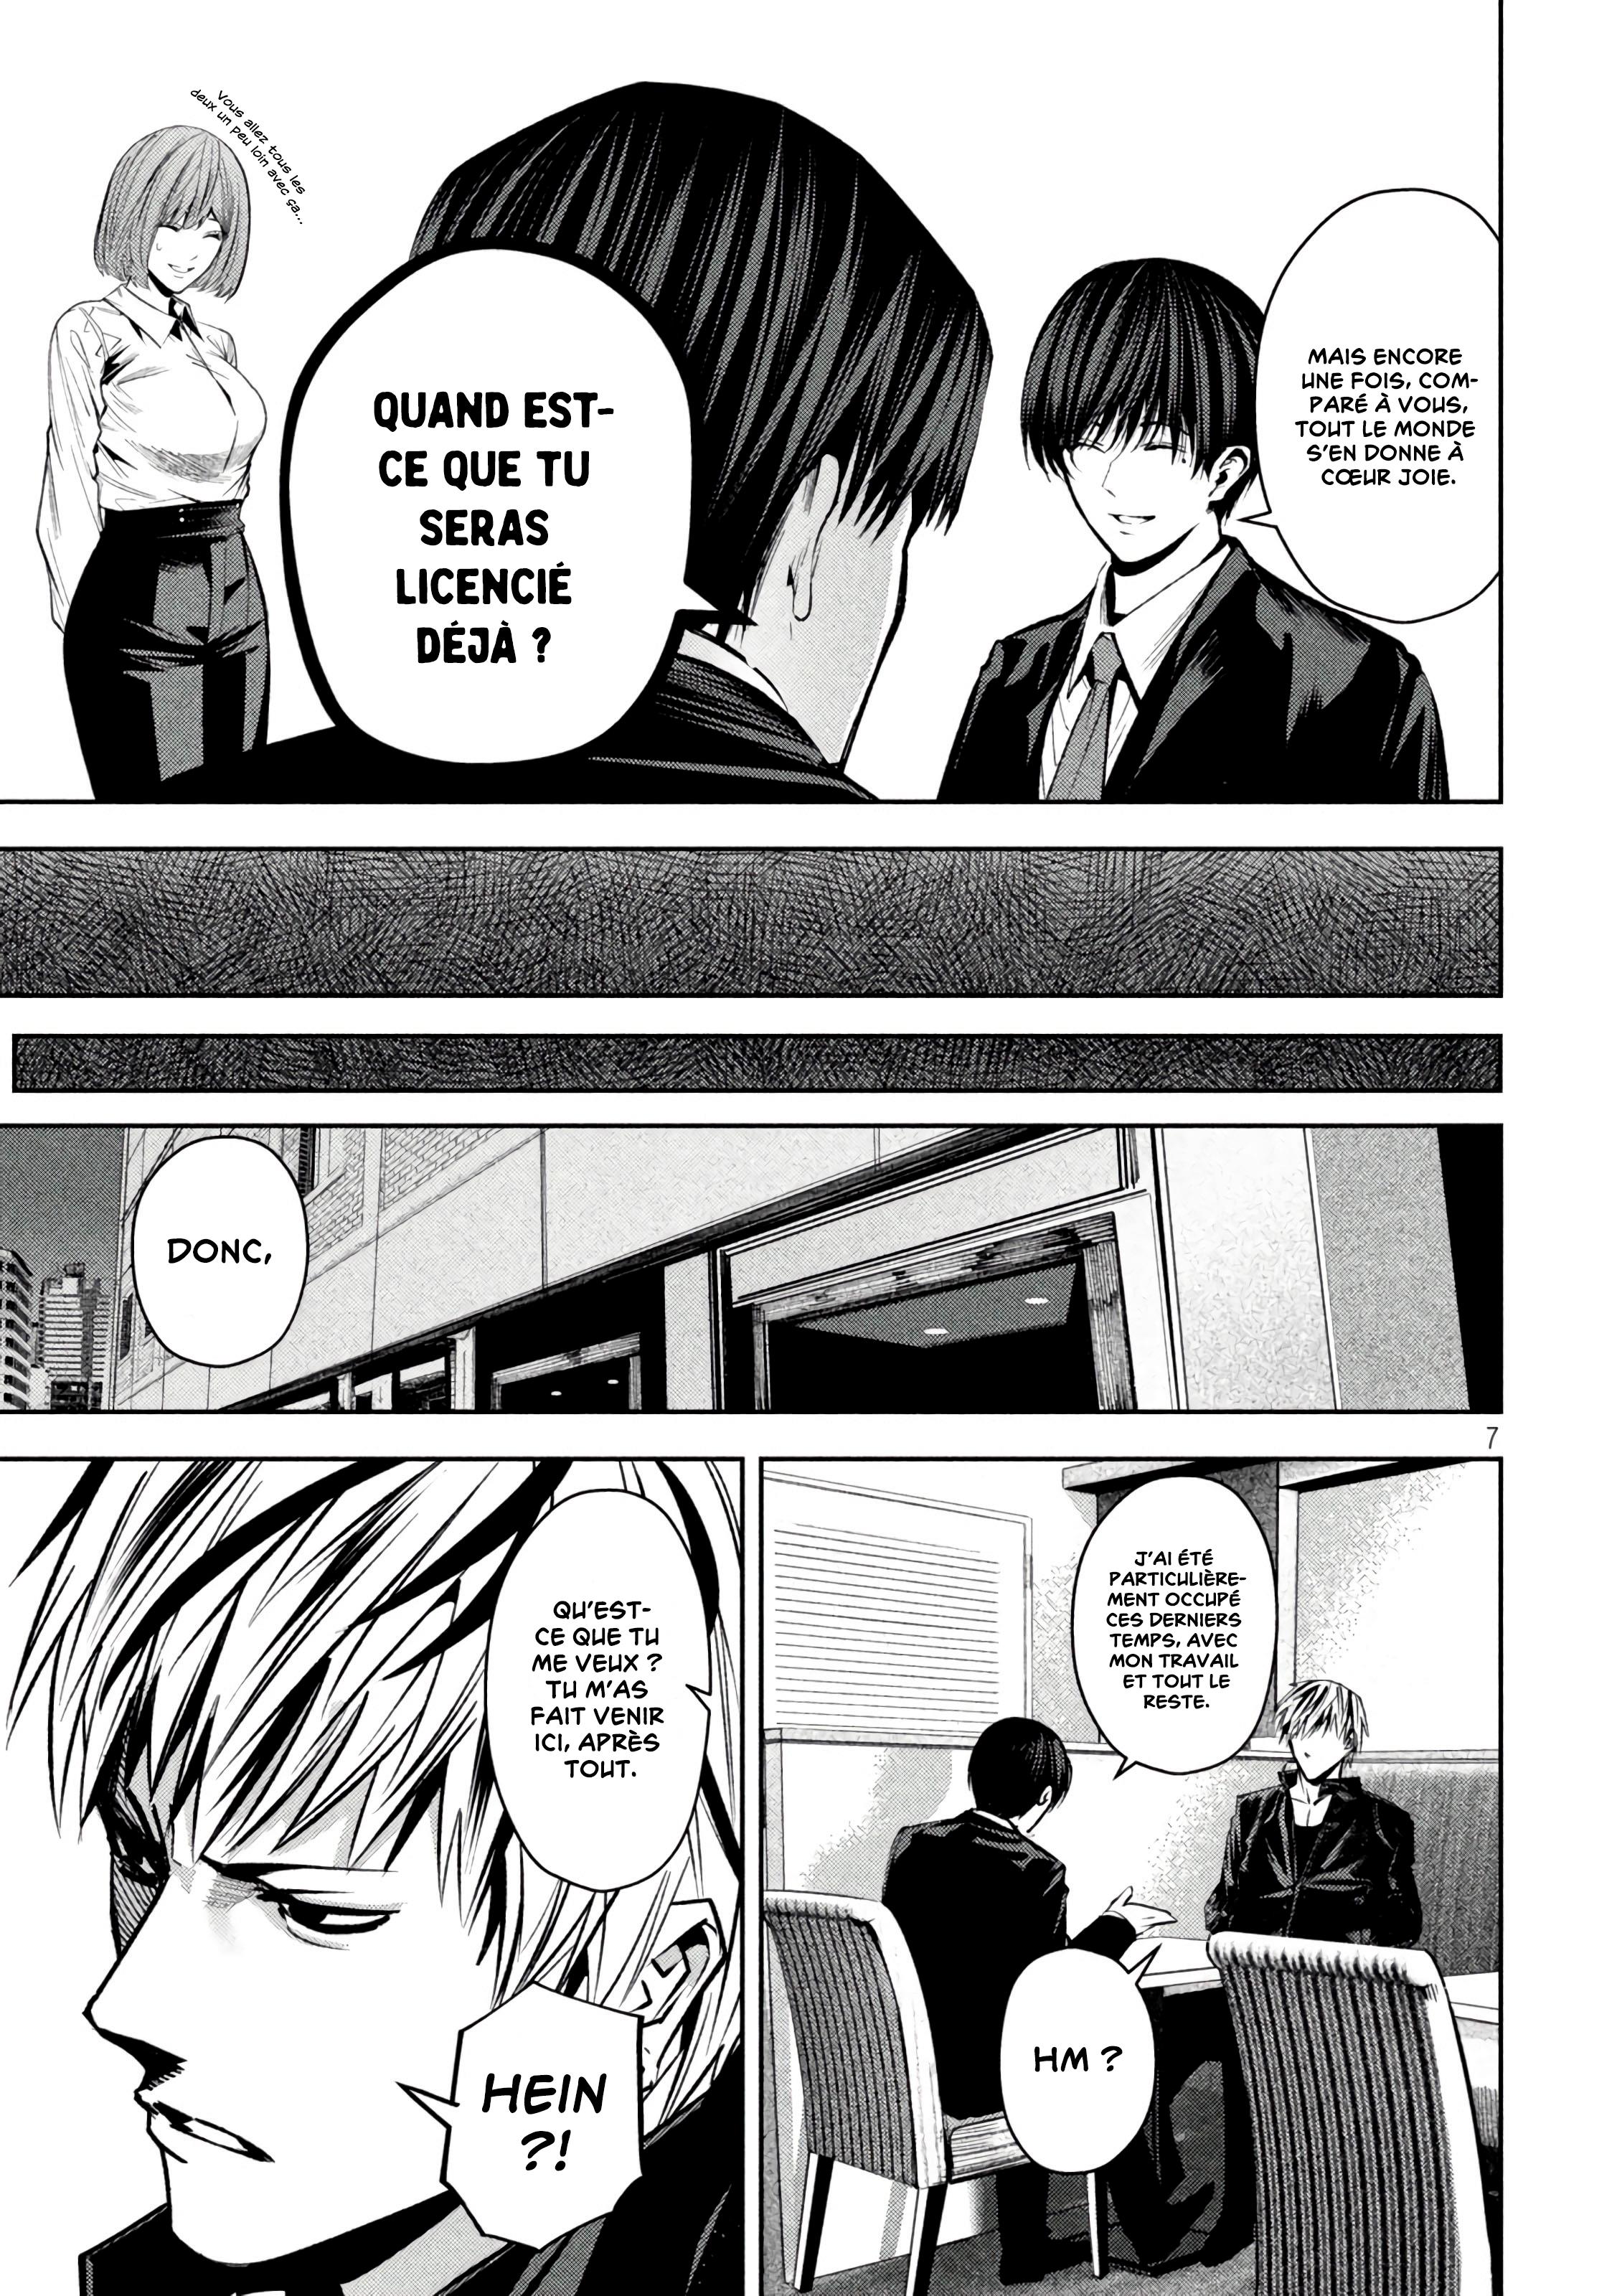 MAIS ENCORE
UNE FOIS, COM-
PARÉ À VOUS,
TOUT LE MONDE
S'EN DONNE À
CŒUR JOIE.
QUAND EST-
CE QUE TU
SERAS
LICENCIÉ
DÉJÀ ?
Vous allez tous les
deux un peu loin avec ça...
DONC,
7
J'AI ÉTÉ
PARTICULIÈRE-
MENT OCCUPÉ
CES DERNIERS
TEMPS, AVEC
MON TRAVAIL
ET TOUT LE
RESTE.
HM ?
QU'EST-
CE QUE TU
ME VEUX ?
TU M'AS
FAIT VENIR
ICI, APRÈS
TOUT.
HEIN
?!